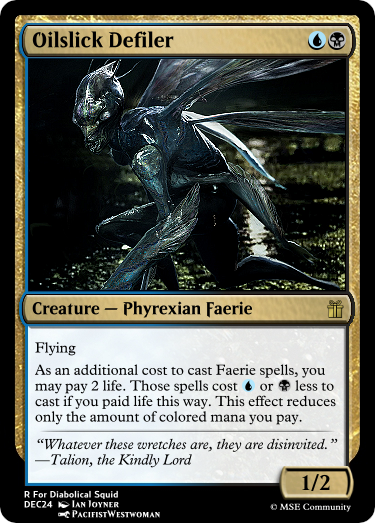 Oilslick Defiler
Creature — Phyrexian Faerie
Flying
As an additional cost to cast Faerie spells, you
may pay 2 life. Those spells cost or less to
cast if you paid life this way. This effect reduces
only the amount of colored mana you pay.
“Whatever these wretches are, they are disinvited.”
—Talion, the Kindly Lord
1/2
R For Diabolical Squid
DEC24 Ian Joyner © MSE Community
PacifistWestwoman